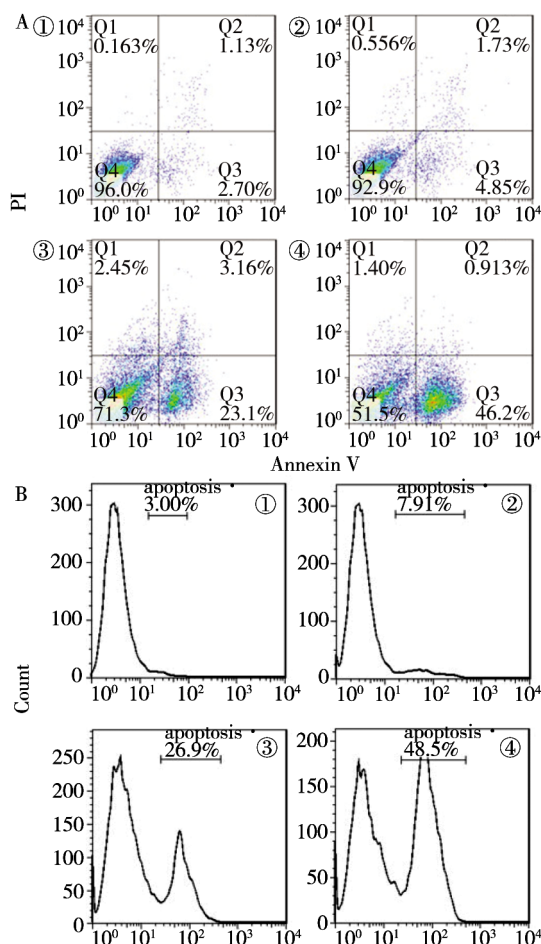 A ① ②
Q1 Q2 Q1 Q2
0.163% 1.13% 0.556% 1.73%
10⁴ 10⁴
10³ 10³
10² 10²
10¹ 10¹
10⁰ 10⁰
Q4 Q3 Q4 Q3
96.0% 2.70% 92.9% 4.85%
10⁰ 10¹ 10² 10³ 10⁴ 10⁰ 10¹ 10² 10³ 10⁴
PI
③ ④
Q1 Q2 Q1 Q2
2.45% 3.16% 1.40% 0.913%
10⁴ 10⁴
10³ 10³
10² 10²
10¹ 10¹
10⁰ 10⁰
Q4 Q3 Q4 Q3
71.3% 23.1% 51.5% 46.2%
10⁰ 10¹ 10² 10³ 10⁴ 10⁰ 10¹ 10² 10³ 10⁴
Annexin V
B
apoptosis apoptosis
3.00% ① 7.91% ②
300 300
200 200
100 100
0 0
10⁰ 10¹ 10² 10³ 10⁴ 10⁰ 10¹ 10² 10³ 10⁴
Count
apoptosis apoptosis
26.9% ③ 48.5% ④
250 200
200 150
150 100
100 50
50 0
0
10⁰ 10¹ 10² 10³ 10⁰ 10¹ 10² 10³ 10⁴